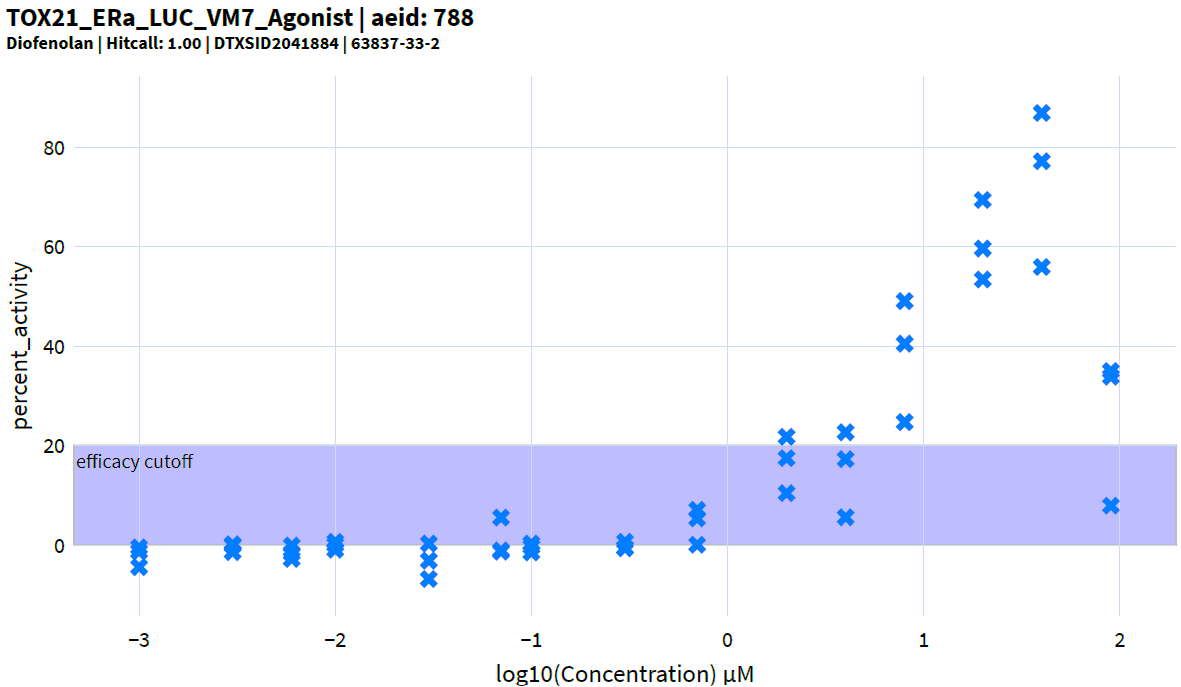 TOX21_ERa_LUC_VM7_Agonist | aeid: 788
Diofenolan | Hitcall: 1.00 | DTXSID2041884 | 63837-33-2
80
60
40
20
0
percent_activity
efficacy cutoff
−3 −2 −1 0 1 2
log10(Concentration) μM